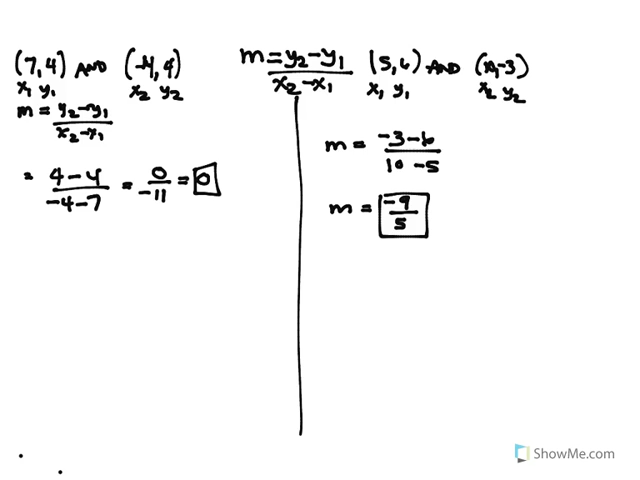 (7,4) AND (-4,4)
x₁ y₁ x₂ y₂
m = y₂-y₁ / x₂-x₁
= 4-4 / -4-7 = 0 / -11 = 0
m = y₂-y₁ / x₂-x₁ (5,6) AND (10,-3)
x₁ y₁ x₂ y₂
m = -3-6 / 10-5
m = -9 / 5
ShowMe.com